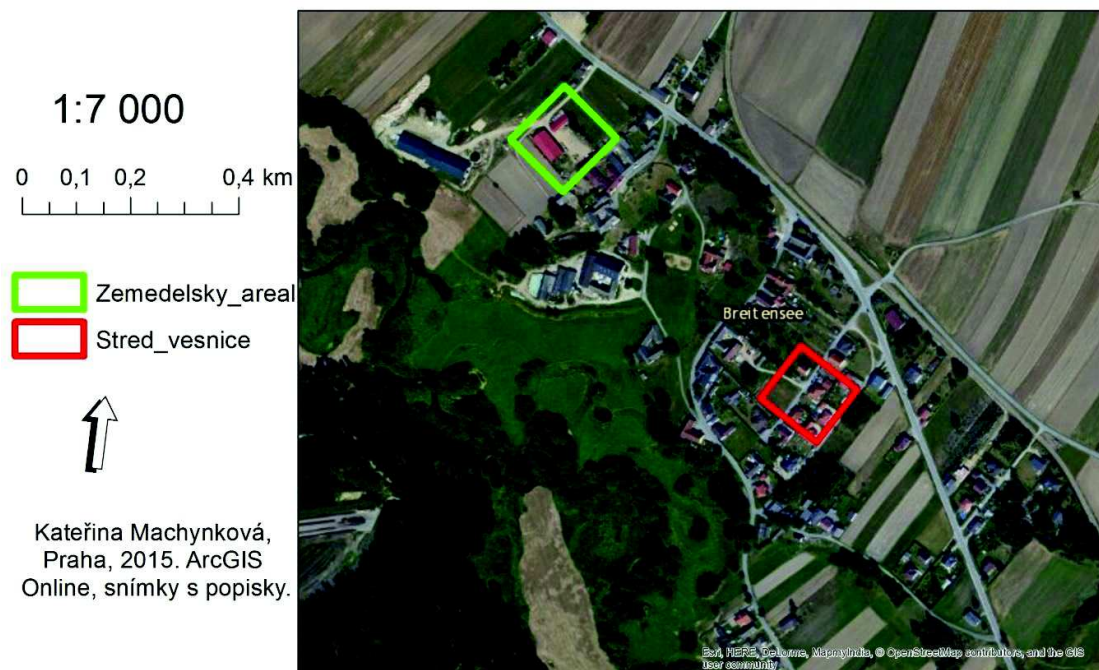 1:7 000
0 0,1 0,2 0,4 km
Zemedelsky_areal
Stred_vesnice
Kateřina Machynková,
Praha, 2015. ArcGIS
Online, snímky s popisky.
Breitensee
Esri, HERE, DeLorme, MapmyIndia, © OpenStreetMap contributors, and the GIS
user community